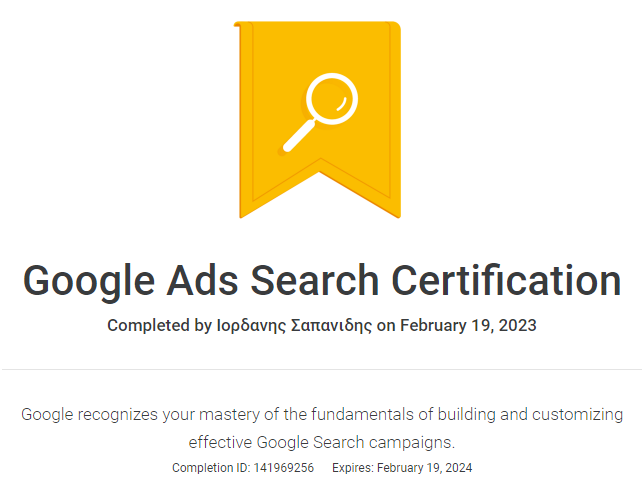 Google Ads Search Certification
Completed by Ιορδανης Σαπανιδης on February 19, 2023
Google recognizes your mastery of the fundamentals of building and customizing
effective Google Search campaigns.
Completion ID: 141969256 Expires: February 19, 2024